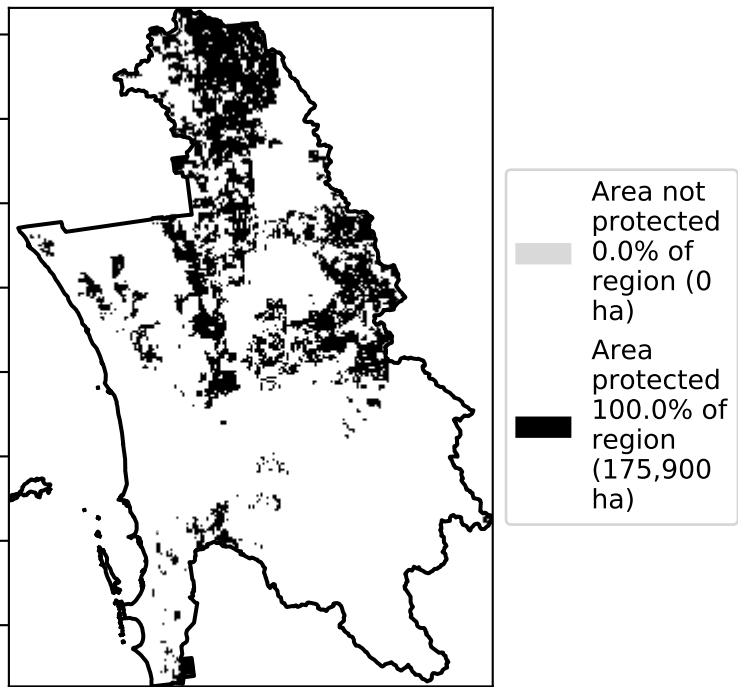 Area not
protected
0.0% of
region (0
ha)
Area
protected
100.0% of
region
(175,900
ha)